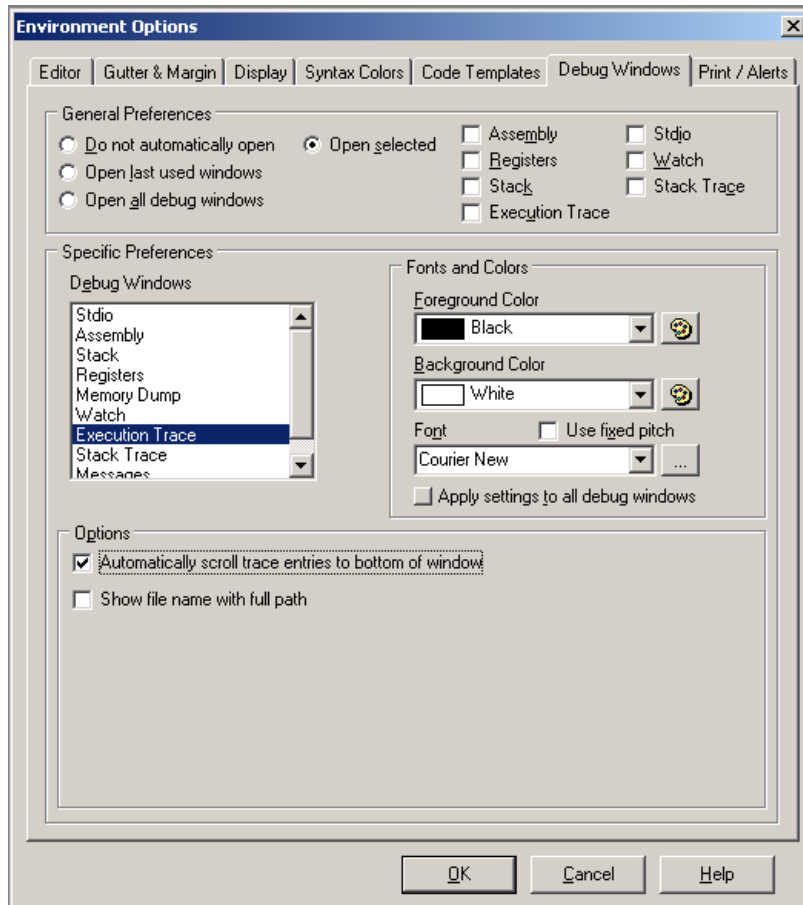 Environment Options
Editor Gutter & Margin Display Syntax Colors Code Templates Debug Windows Print / Alerts
General Preferences
Do not automatically open
Open last used windows
Open all debug windows
Open selected
Assembly
Registers
Stack
Execution Trace
Stdio
Watch
Stack Trace
Specific Preferences
Debug Windows
Stdio
Assembly
Stack
Registers
Memory Dump
Watch
Execution Trace
Stack Trace
Messages
Fonts and Colors
Foreground Color
Black
Background Color
White
Font
Use fixed pitch
Courier New
...
Apply settings to all debug windows
Options
Automatically scroll trace entries to bottom of window
Show file name with full path
OK Cancel Help